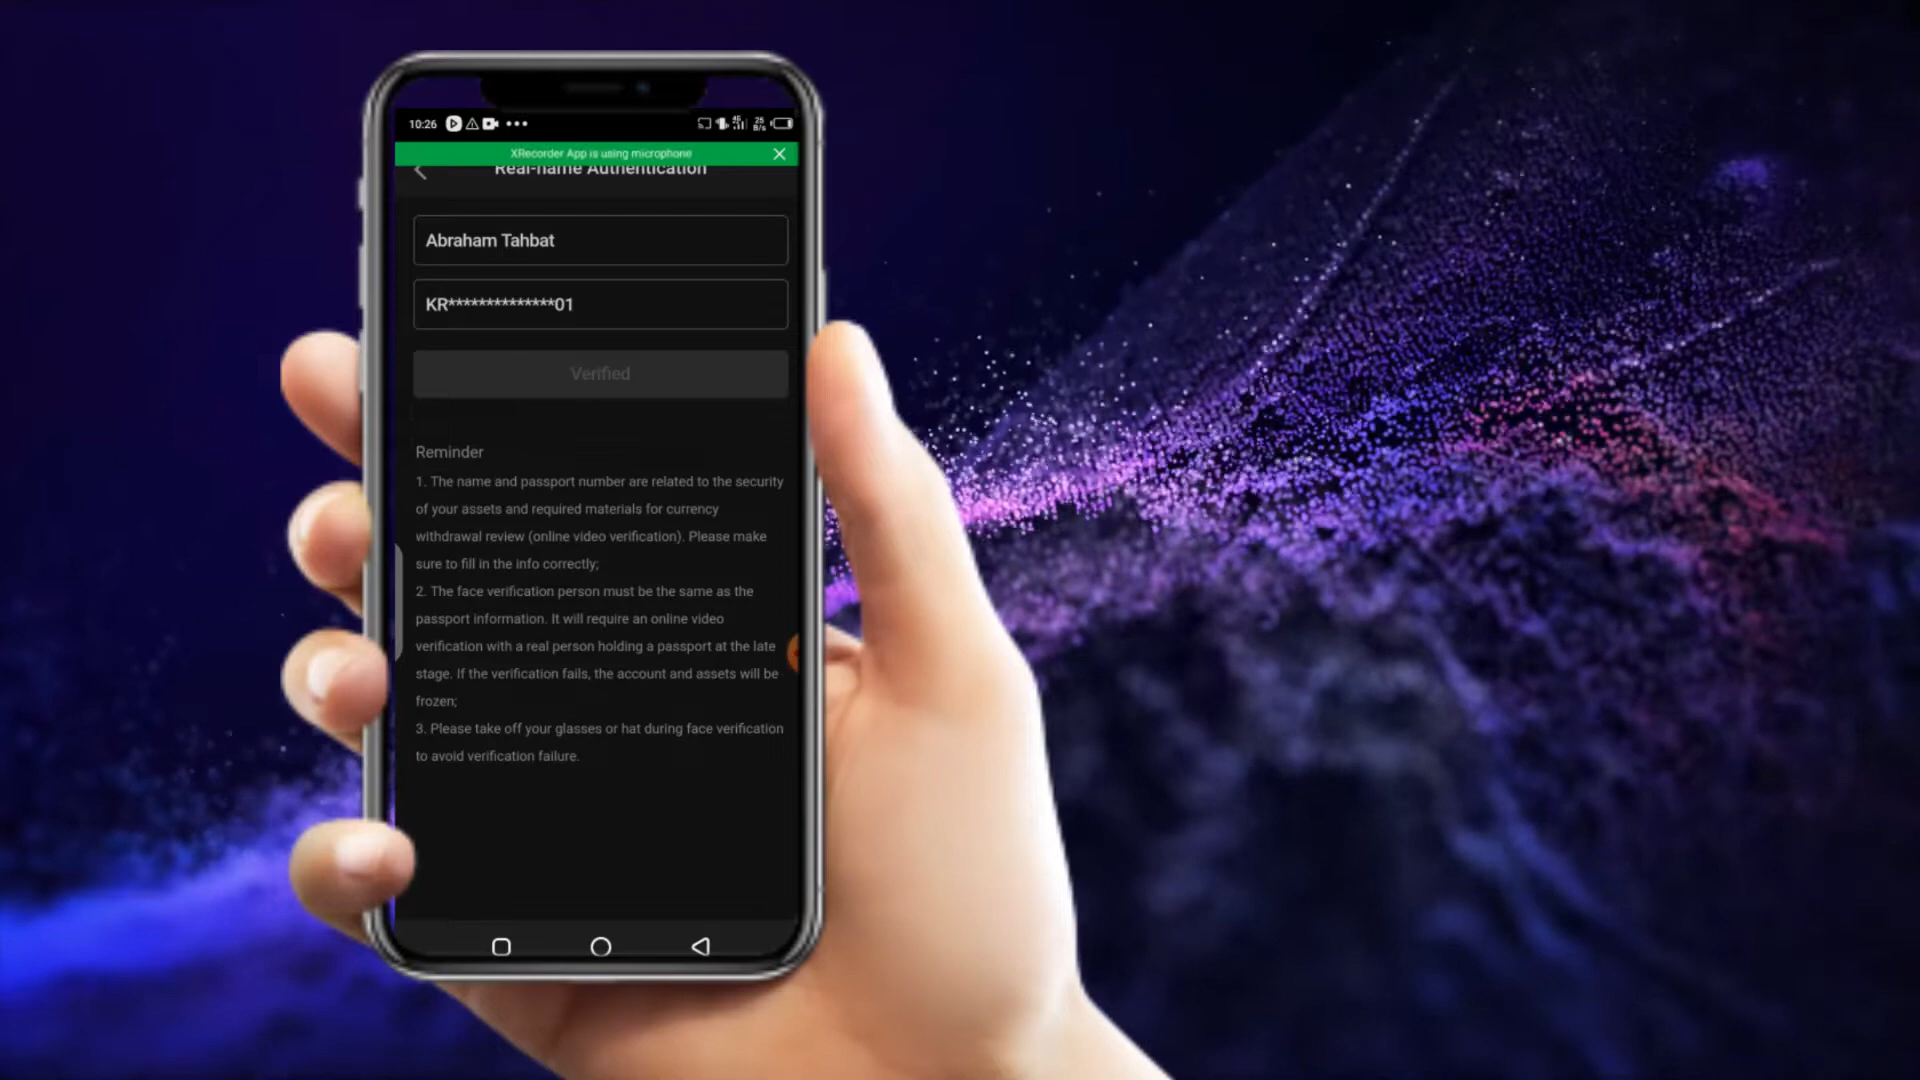 10:26
25
B/s
XRecorder App is using microphone
Real-name Authentication
Abraham Tahbat
KR**************01
Verified
Reminder
1. The name and passport number are related to the security
of your assets and required materials for currency
withdrawal review (online video verification). Please make
sure to fill in the info correctly;
2. The face verification person must be the same as the
passport information. It will require an online video
verification with a real person holding a passport at the late
stage. If the verification fails, the account and assets will be
frozen;
3. Please take off your glasses or hat during face verification
to avoid verification failure.